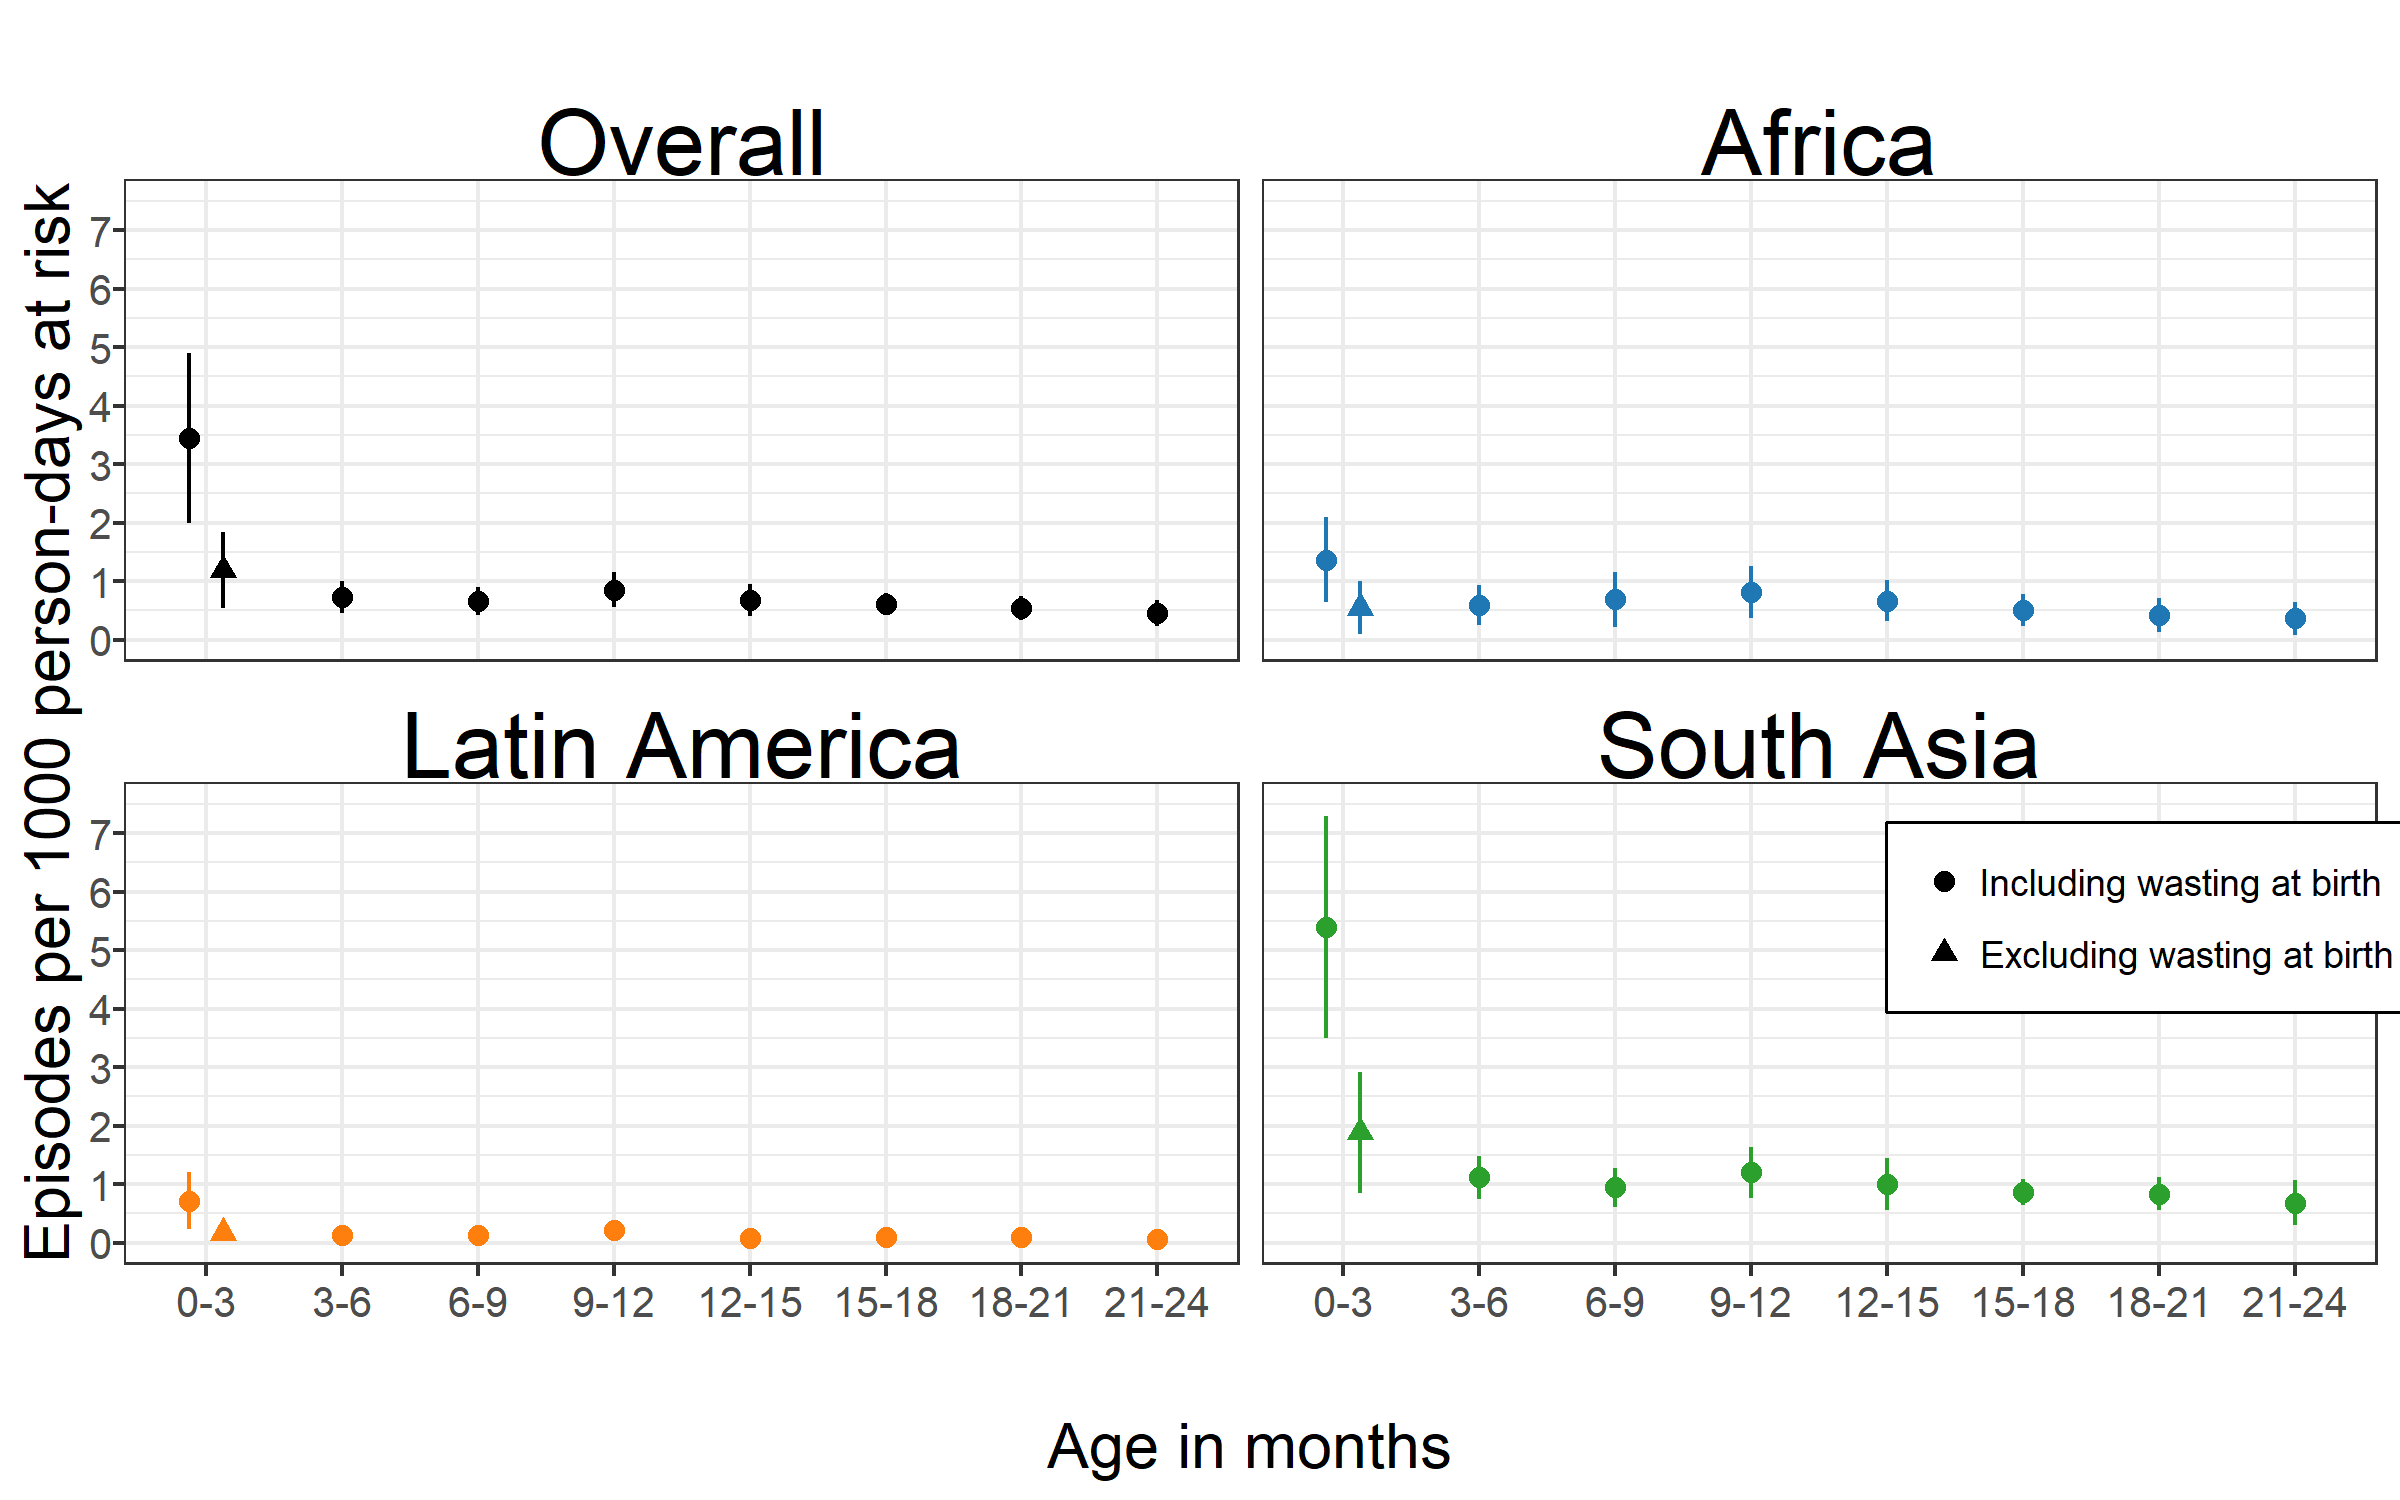 Overall
Africa
Episodes per 1000 person-days at risk
7
6
5
4
3
2
1
0
Latin America
South Asia
7
6
5
4
3
2
1
0
Including wasting at birth
Excluding wasting at birth
0-3 3-6 6-9 9-12 12-15 15-18 18-21 21-24
0-3 3-6 6-9 9-12 12-15 15-18 18-21 21-24
Age in months